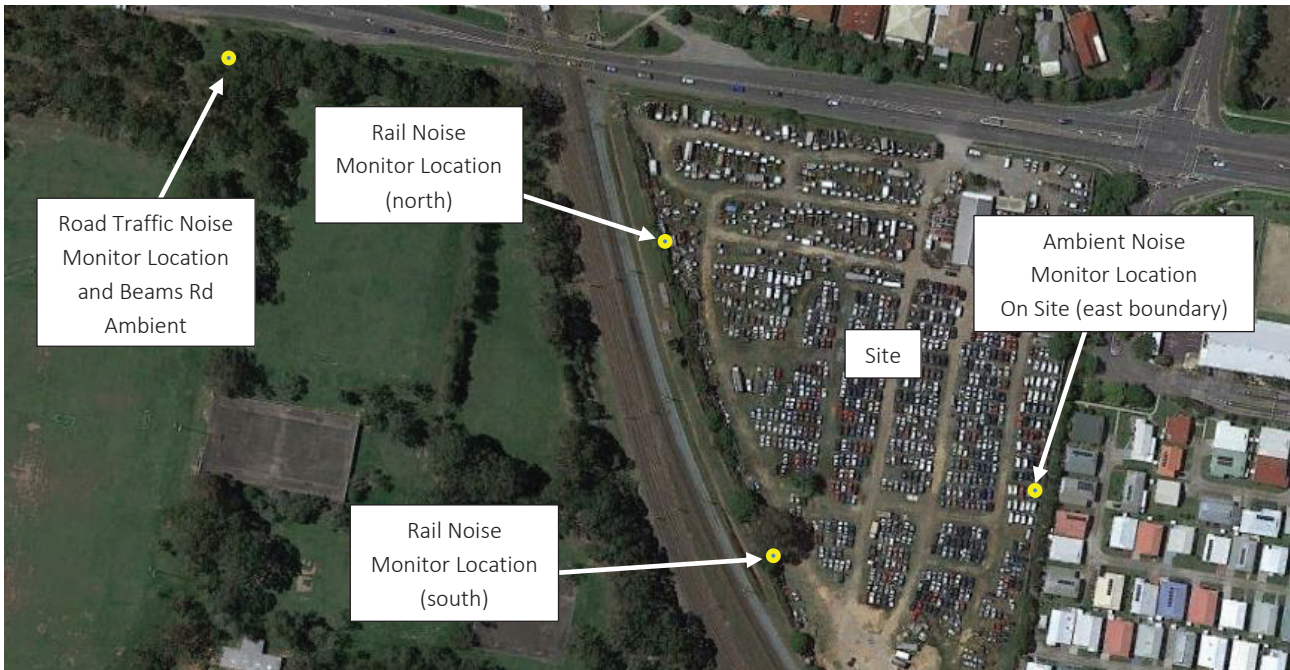 Road Traffic Noise
Monitor Location
and Beams Rd
Ambient
Rail Noise
Monitor Location
(north)
Ambient Noise
Monitor Location
On Site (east boundary)
Site
Rail Noise
Monitor Location
(south)